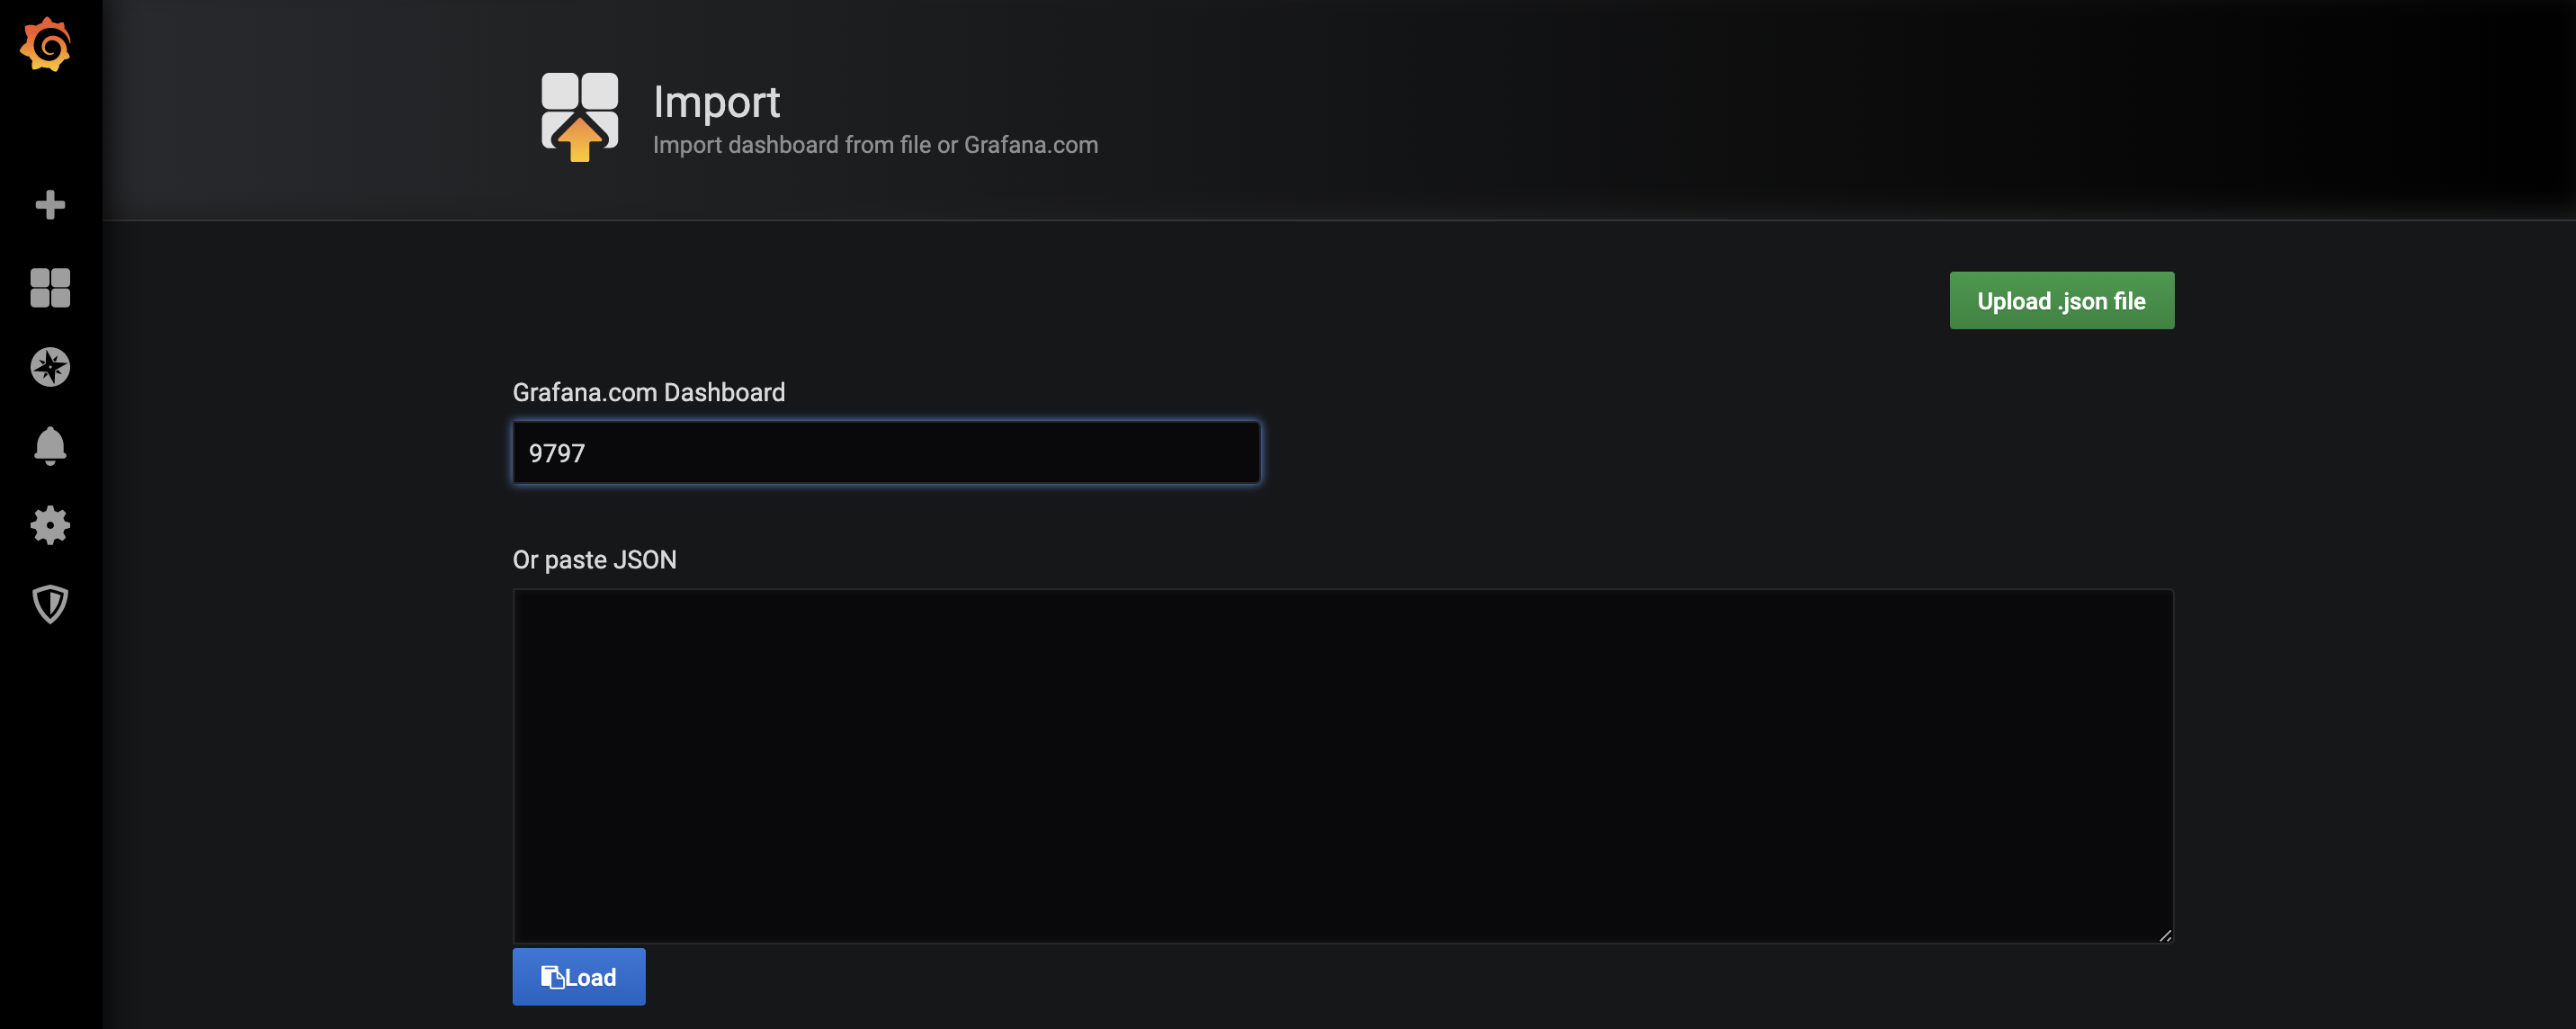 Import
Import dashboard from file or Grafana.com
Upload .json file
Grafana.com Dashboard
9797
Or paste JSON
Load